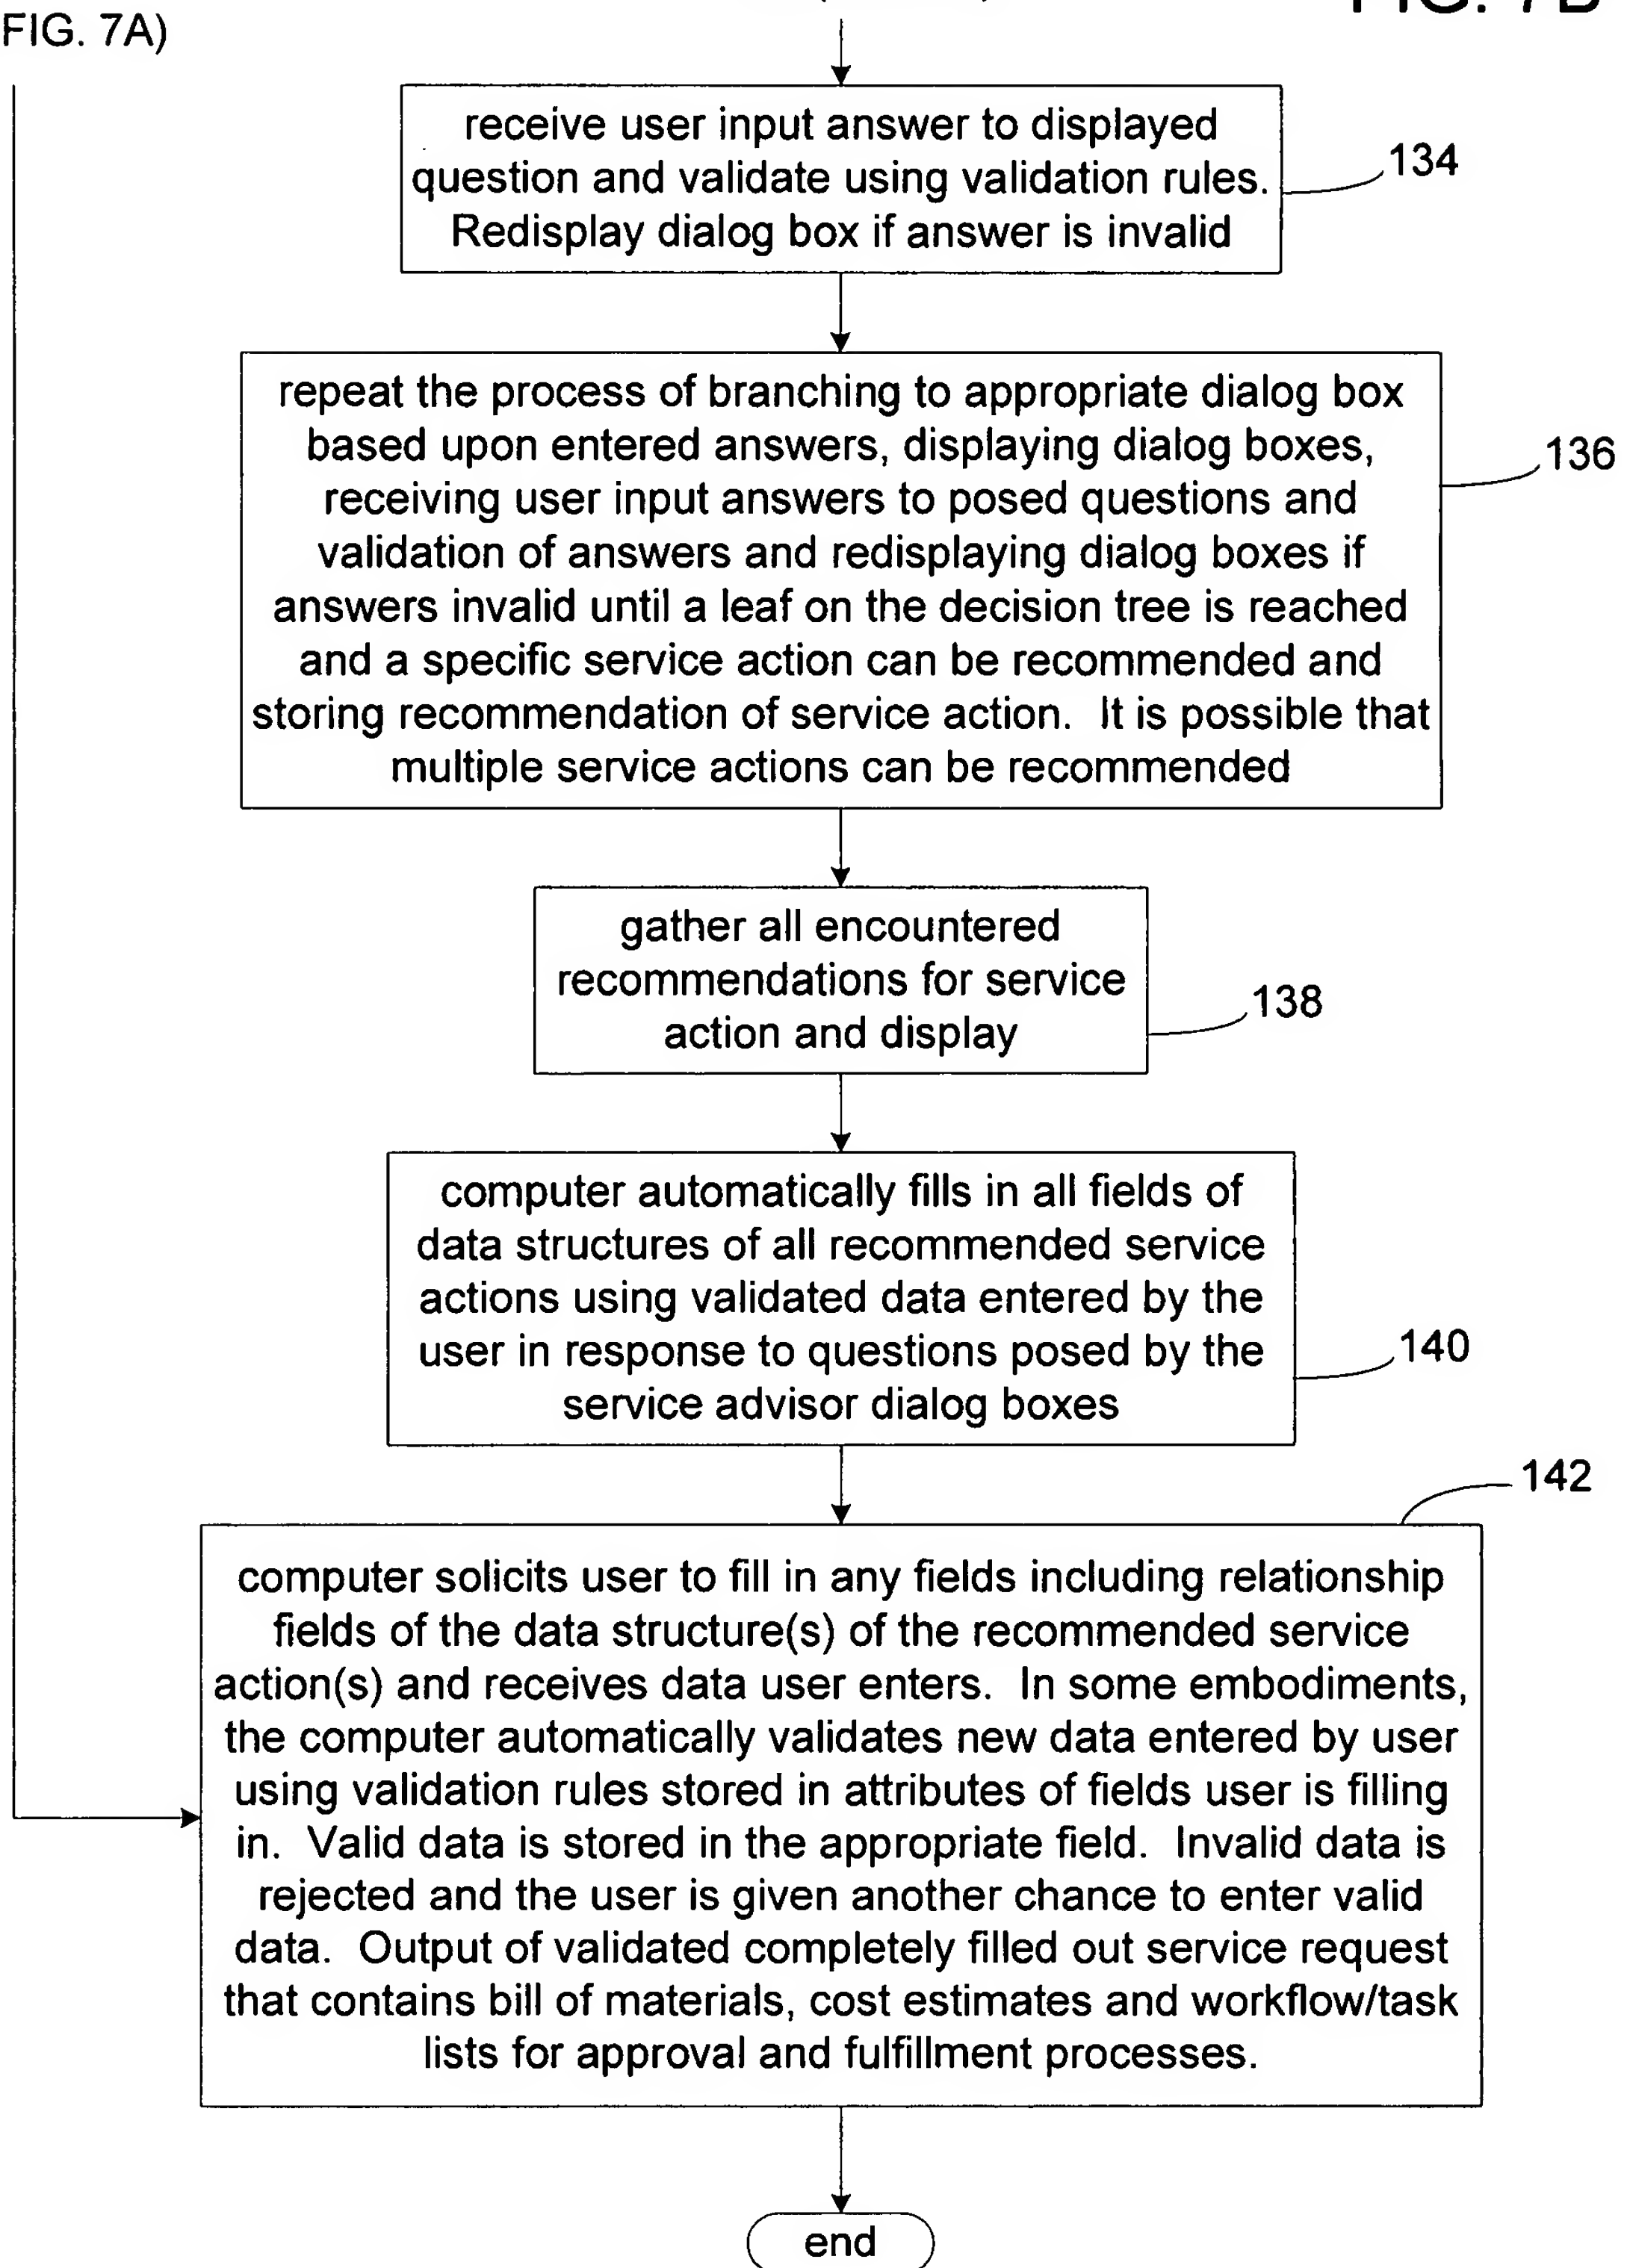 FIG. 7B
FIG. 7A)
receive user input answer to displayed
question and validate using validation rules.
Redisplay dialog box if answer is invalid
134
repeat the process of branching to appropriate dialog box
based upon entered answers, displaying dialog boxes,
receiving user input answers to posed questions and
validation of answers and redisplaying dialog boxes if
answers invalid until a leaf on the decision tree is reached
and a specific service action can be recommended and
storing recommendation of service action. It is possible that
multiple service actions can be recommended
136
gather all encountered
recommendations for service
action and display
138
computer automatically fills in all fields of
data structures of all recommended service
actions using validated data entered by the
user in response to questions posed by the
service advisor dialog boxes
140
142
computer solicits user to fill in any fields including relationship
fields of the data structure(s) of the recommended service
action(s) and receives data user enters. In some embodiments,
the computer automatically validates new data entered by user
using validation rules stored in attributes of fields user is filling
in. Valid data is stored in the appropriate field. Invalid data is
rejected and the user is given another chance to enter valid
data. Output of validated completely filled out service request
that contains bill of materials, cost estimates and workflow/task
lists for approval and fulfillment processes.
end